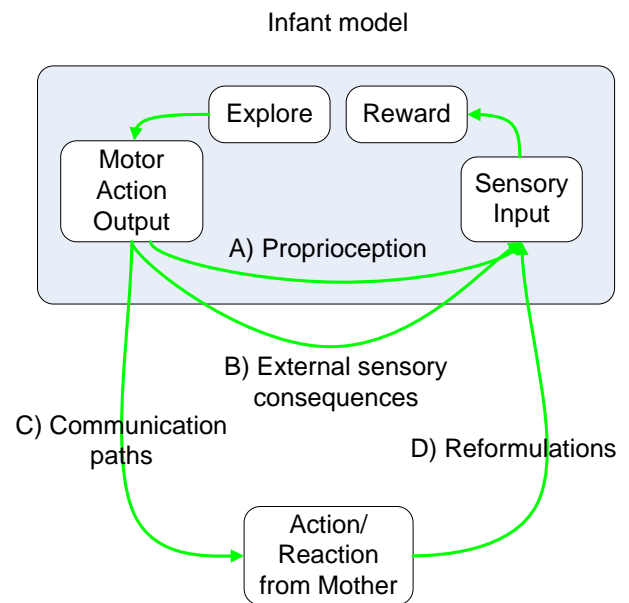 Infant model
Explore
Reward
Motor
Action
Output
Sensory
Input
A) Proprioception
B) External sensory
consequences
C) Communication
paths
D) Reformulations
Action/
Reaction
from Mother